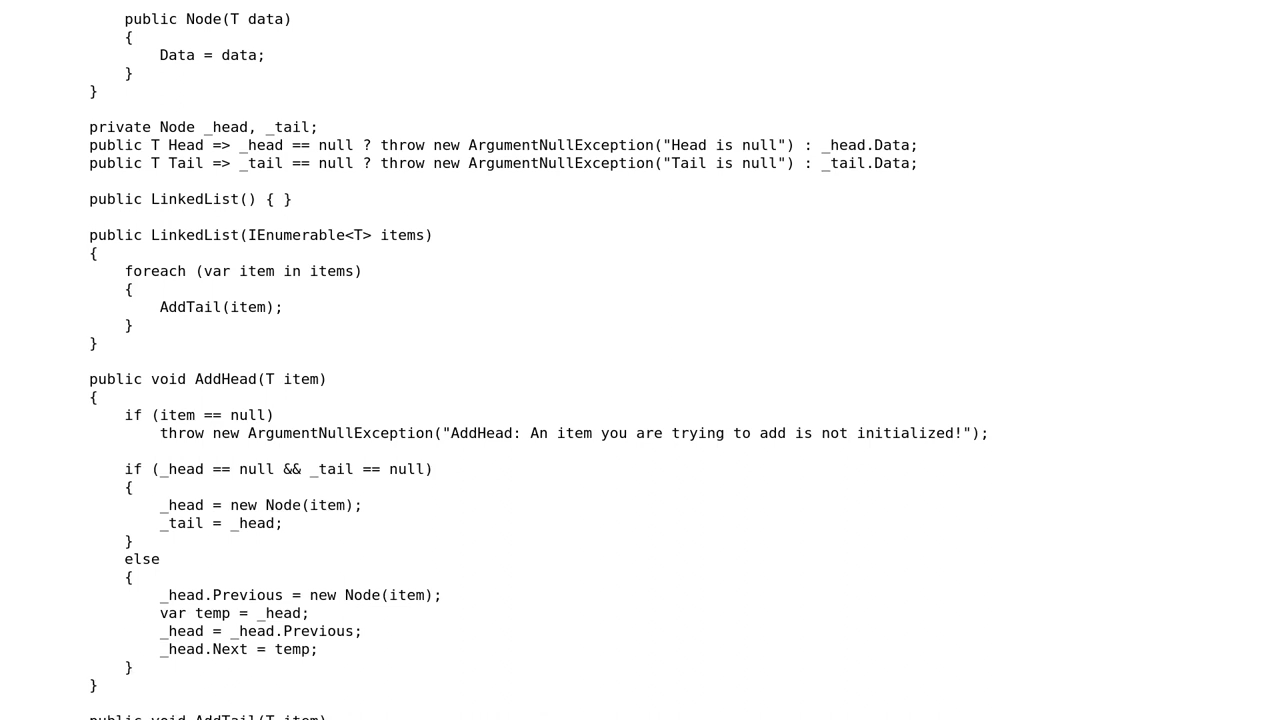 public Node(T data)
{
Data = data;
}
}
private Node _head, _tail;
public T Head => _head == null ? throw new ArgumentNullException("Head is null") : _head.Data;
public T Tail => _tail == null ? throw new ArgumentNullException("Tail is null") : _tail.Data;
public LinkedList() { }
public LinkedList(IEnumerable<T> items)
{
foreach (var item in items)
{
AddTail(item);
}
}
public void AddHead(T item)
{
if (item == null)
throw new ArgumentNullException("AddHead: An item you are trying to add is not initialized!");
if (_head == null && _tail == null)
{
_head = new Node(item);
_tail = _head;
}
else
{
_head.Previous = new Node(item);
var temp = _head;
_head = _head.Previous;
_head.Next = temp;
}
}
public void AddTail(T item)